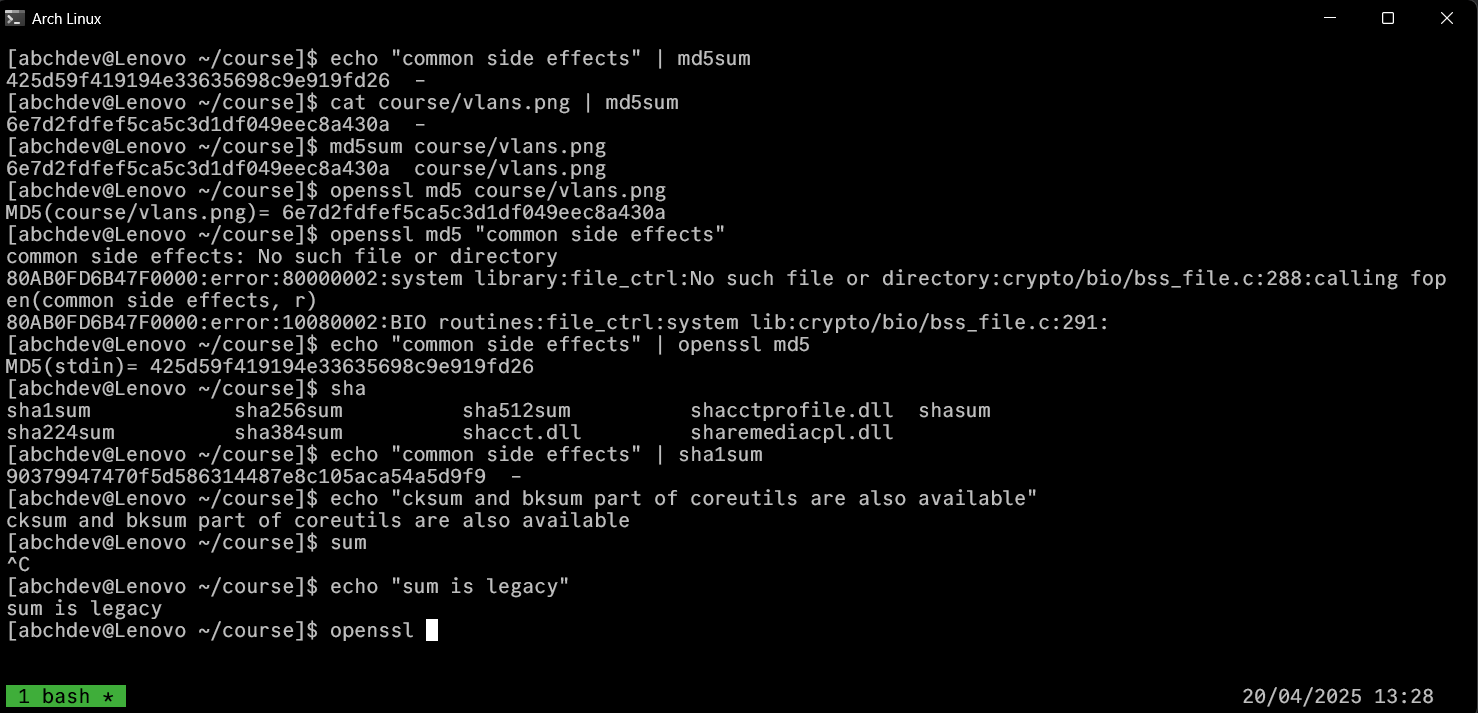 Arch Linux
[abchdev@Lenovo ~/course]$ echo "common side effects" | md5sum
425d59f419194e33635698c9e919fd26  -
[abchdev@Lenovo ~/course]$ cat course/vlans.png | md5sum
6e7d2fdfef5ca5c3d1df049eec8a430a  -
[abchdev@Lenovo ~/course]$ md5sum course/vlans.png
6e7d2fdfef5ca5c3d1df049eec8a430a  course/vlans.png
[abchdev@Lenovo ~/course]$ openssl md5 course/vlans.png
MD5(course/vlans.png)= 6e7d2fdfef5ca5c3d1df049eec8a430a
[abchdev@Lenovo ~/course]$ openssl md5 "common side effects"
common side effects: No such file or directory
80AB0FD6B47F0000:error:80000002:system library:file_ctrl:No such file or directory:crypto/bio/bss_file.c:288:calling fop
en(common side effects, r)
80AB0FD6B47F0000:error:10080002:BIO routines:file_ctrl:system lib:crypto/bio/bss_file.c:291:
[abchdev@Lenovo ~/course]$ echo "common side effects" | openssl md5
MD5(stdin)= 425d59f419194e33635698c9e919fd26
[abchdev@Lenovo ~/course]$ sha
sha1sum            sha256sum          sha512sum          shacctprofile.dll  shasum
sha224sum          sha384sum          shacct.dll         sharemediacpl.dll
[abchdev@Lenovo ~/course]$ echo "common side effects" | sha1sum
90379947470f5d586314487e8c105aca54a5d9f9  -
[abchdev@Lenovo ~/course]$ echo "cksum and bksum part of coreutils are also available"
cksum and bksum part of coreutils are also available
[abchdev@Lenovo ~/course]$ sum
^C
[abchdev@Lenovo ~/course]$ echo "sum is legacy"
sum is legacy
[abchdev@Lenovo ~/course]$ openssl
1 bash *
20/04/2025 13:28